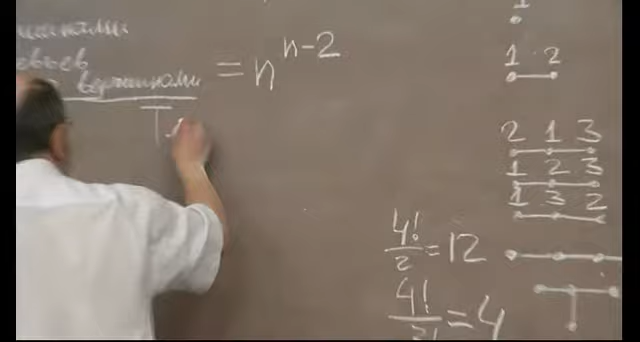 вершинами
= n^{n-2}
T
1
1 2
2 1 3
1 2 3
1 3 2
4!/2 = 12
4!/3! = 4